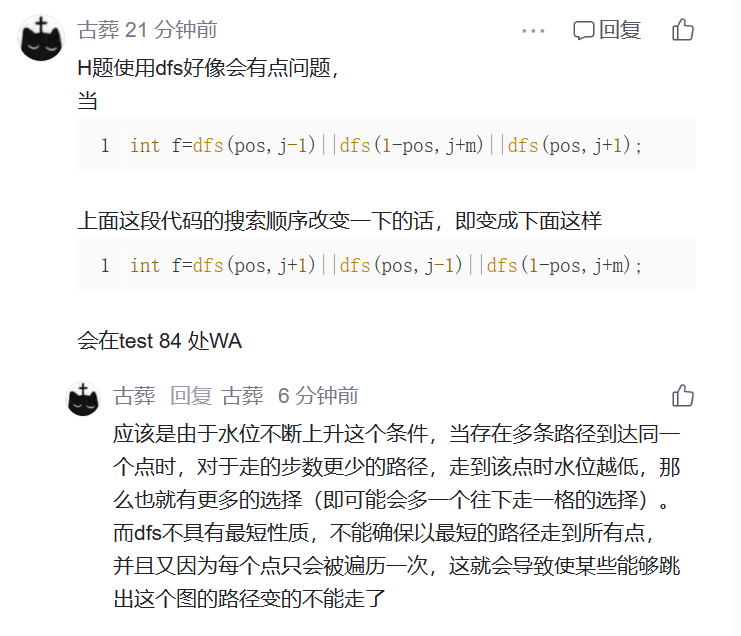 古葬 21 分钟前
··· 回复
H题使用dfs好像会有点问题，
当
1 int f=dfs(pos,j-1)||dfs(1-pos,j+m)||dfs(pos,j+1);
上面这段代码的搜索顺序改变一下的话，即变成下面这样
1 int f=dfs(pos,j+1)||dfs(pos,j-1)||dfs(1-pos,j+m);
会在test 84 处WA
古葬 回复 古葬 6 分钟前
应该是由于水位不断上升这个条件，当存在多条路径到达同一
个点时，对于走的步数更少的路径，走到该点时水位越低，那
么也就有更多的选择（即可能会多一个往下走一格的选择）。
而dfs不具有最短性质，不能确保以最短的路径走到所有点，
并且又因为每个点只会被遍历一次，这就会导致使某些能够跳
出这个图的路径变的不能走了